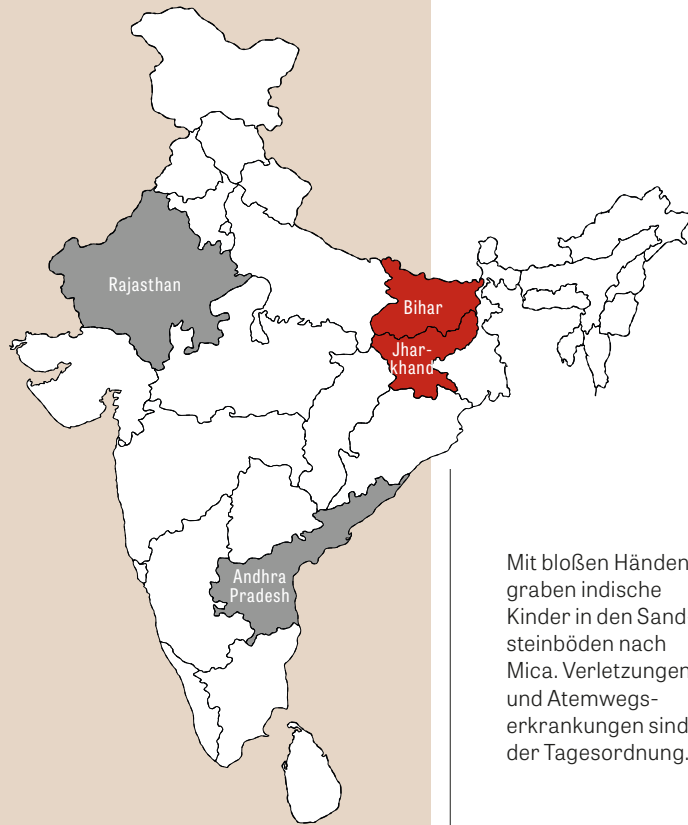 Rajasthan
Bihar
Jhar-
khand
Andhra
Pradesh
Mit bloßen Händen
graben indische
Kinder in den Sand
steinböden nach
Mica. Verletzungen
und Atemwegs-
erkrankungen sind
der Tagesordnung.